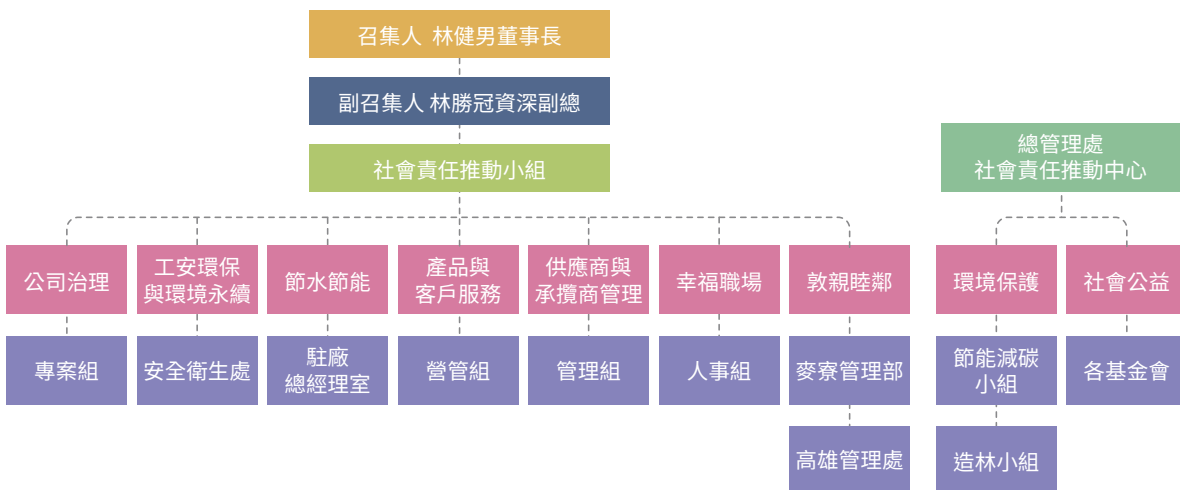 召集人 林健男董事長
副召集人 林勝冠資深副總
社會責任推動小組
總管理處
社會責任推動中心
公司治理
工安環保
與環境永續
節水節能
產品與
客戶服務
供應商與
承攬商管理
幸福職場
敦親睦鄰
環境保護
社會公益
專案組
安全衛生處
駐廠
總經理室
營管組
管理組
人事組
麥寮管理部
節能減碳
小組
各基金會
高雄管理處
造林小組